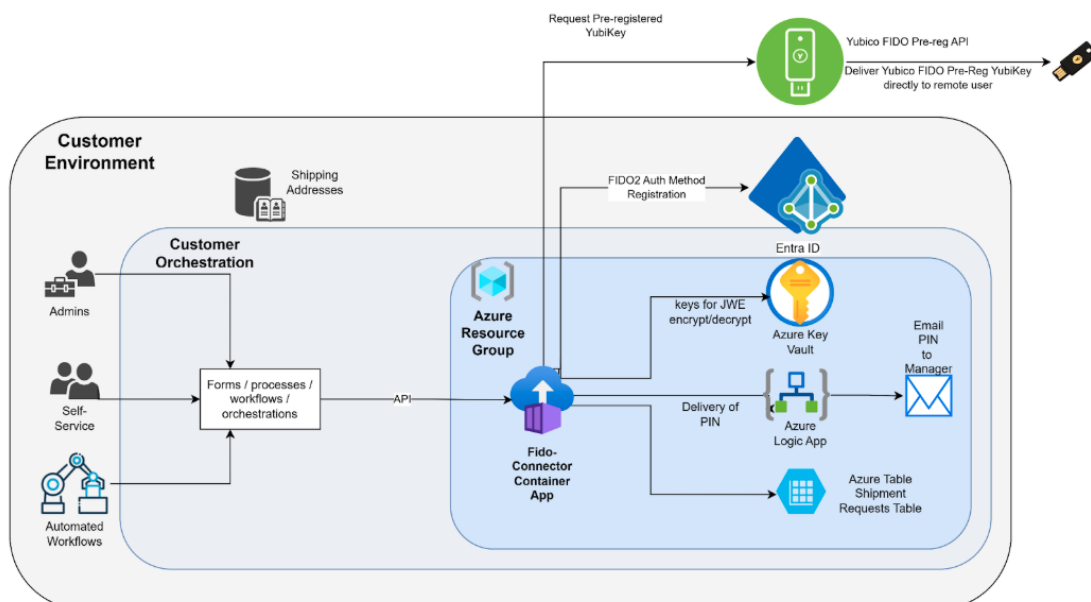 Request Pre-registered
YubiKey
Y
Yubico FIDO Pre-reg API
Deliver Yubico FIDO Pre-Reg YubiKey
directly to remote user
Customer
Environment
Shipping
Addresses
FIDO2 Auth Method
Registration
Entra ID
Customer
Orchestration
Admins
Azure
Resource
Group
keys for JWE
encrypt/decrypt
Azure Key
Vault
Email
PIN
to
Manager
Self-
Service
Forms / processes /
workflows /
orchestrations
API
Delivery of
PIN
Azure
Logic App
Fido-
Connector
Container
App
Azure Table
Shipment
Requests Table
Automated
Workflows